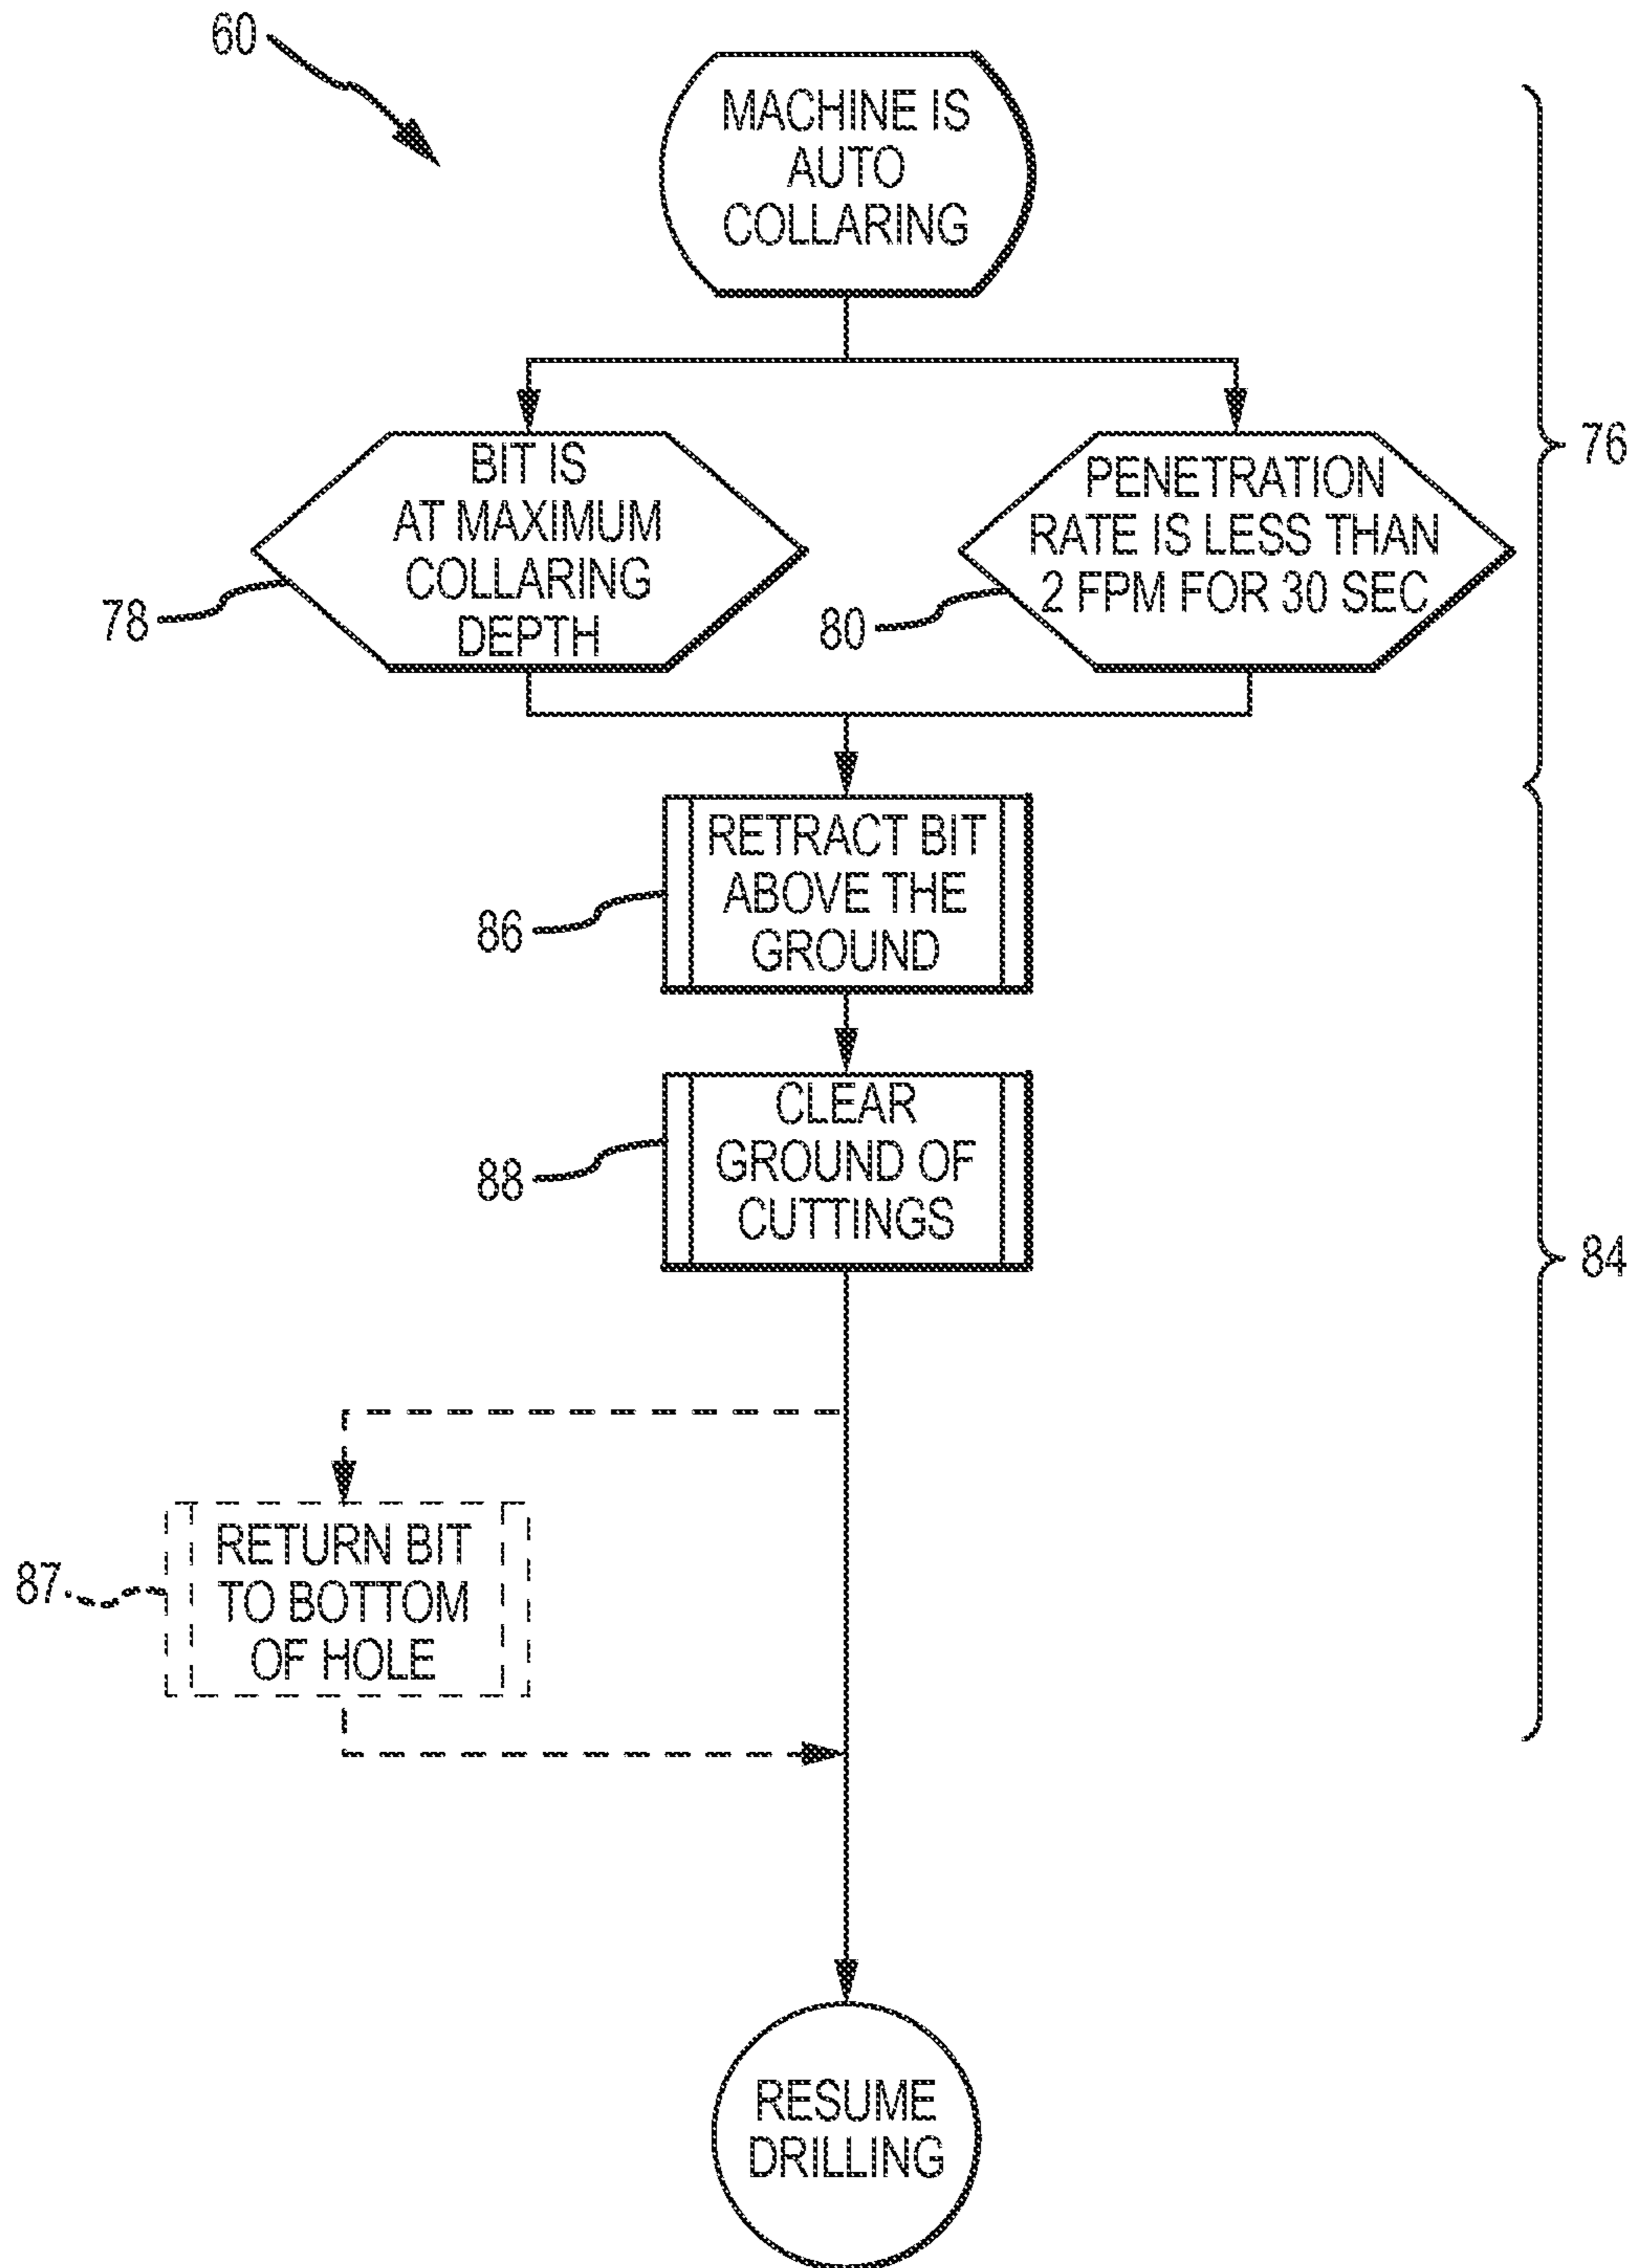 60
MACHINE IS
AUTO
COLLARING
76
BIT IS
AT MAXIMUM
COLLARING
DEPTH
78
PENETRATION
RATE IS LESS THAN
2 FPM FOR 30 SEC
80
RETRACT BIT
ABOVE THE
GROUND
86
CLEAR
GROUND OF
CUTTINGS
88
84
RETURN BIT
TO BOTTOM
OF HOLE
87
RESUME
DRILLING